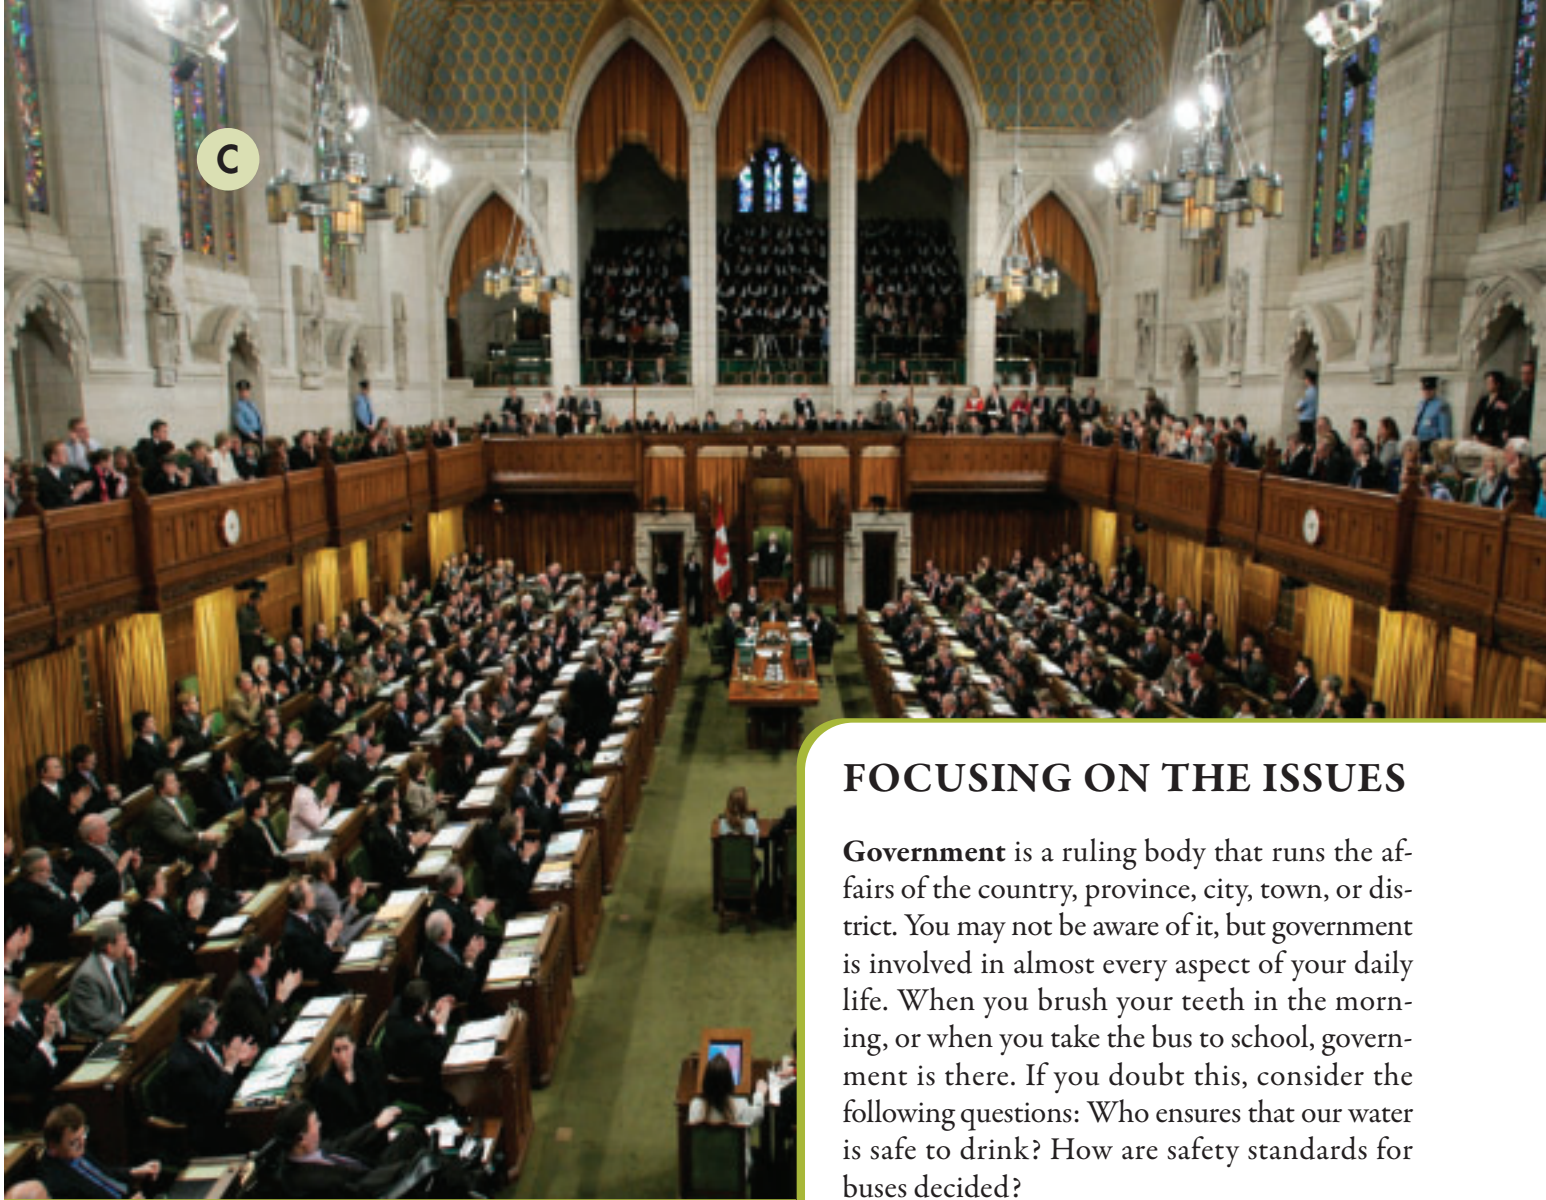 C
FOCUSING ON THE ISSUES
Government is a ruling body that runs the af-
fairs of the country, province, city, town, or dis-
trict. You may not be aware of it, but government
is involved in almost every aspect of your daily
life. When you brush your teeth in the morn-
ing, or when you take the bus to school, govern-
ment is there. If you doubt this, consider the
following questions: Who ensures that our water
is safe to drink? How are safety standards for
buses decided?